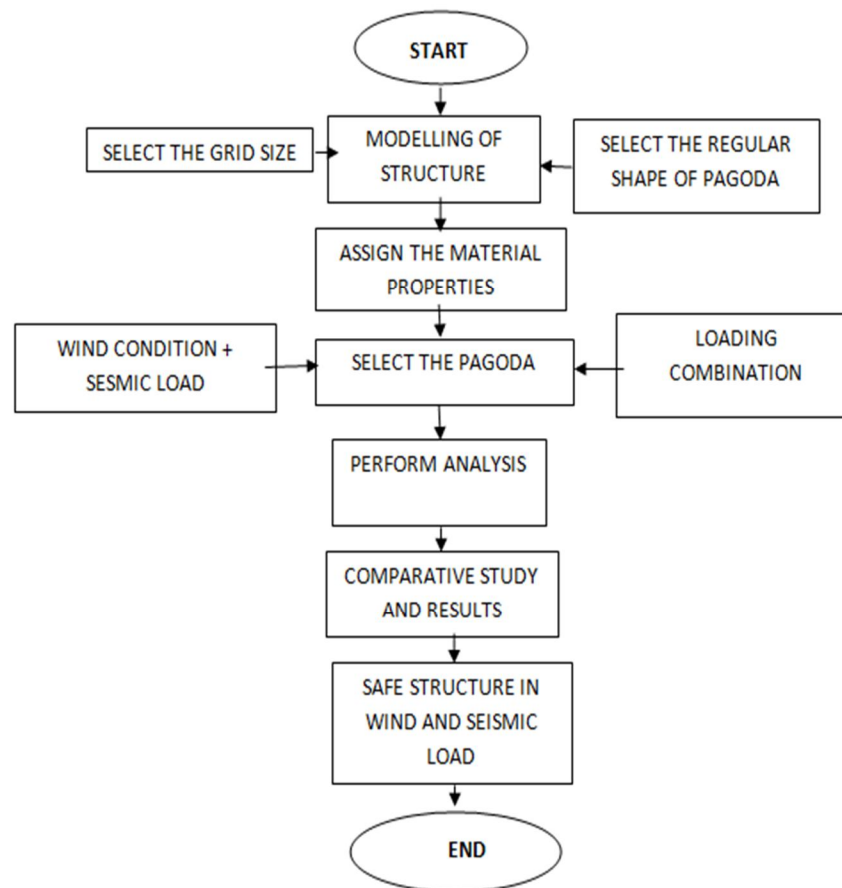 START
SELECT THE GRID SIZE
MODELLING OF
STRUCTURE
SELECT THE REGULAR
SHAPE OF PAGODA
ASSIGN THE MATERIAL
PROPERTIES
WIND CONDITION +
SESMIC LOAD
SELECT THE PAGODA
LOADING
COMBINATION
PERFORM ANALYSIS
COMPARATIVE STUDY
AND RESULTS
SAFE STRUCTURE IN
WIND AND SEISMIC
LOAD
END